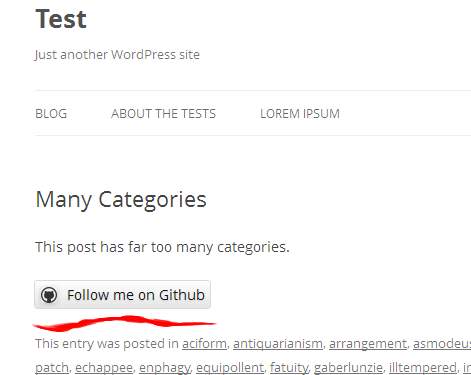 Test
Just another WordPress site
BLOG ABOUT THE TESTS LOREM IPSUM
Many Categories
This post has far too many categories.
Follow me on Github
This entry was posted in aciform, antiquarianism, arrangement, asmodeus
patch, echappee, enphagy, equipollent, fatuity, gaberlunzie, illtempered, in